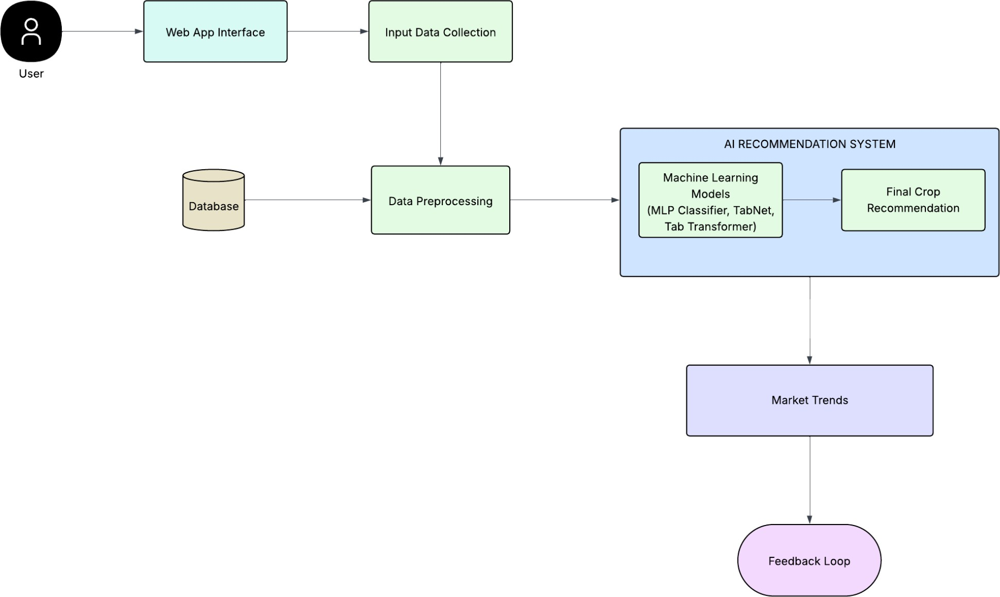 User
Web App Interface
Input Data Collection
Database
Data Preprocessing
AI RECOMMENDATION SYSTEM
Machine Learning
Models
(MLP Classifier, TabNet,
Tab Transformer)
Final Crop
Recommendation
Market Trends
Feedback Loop